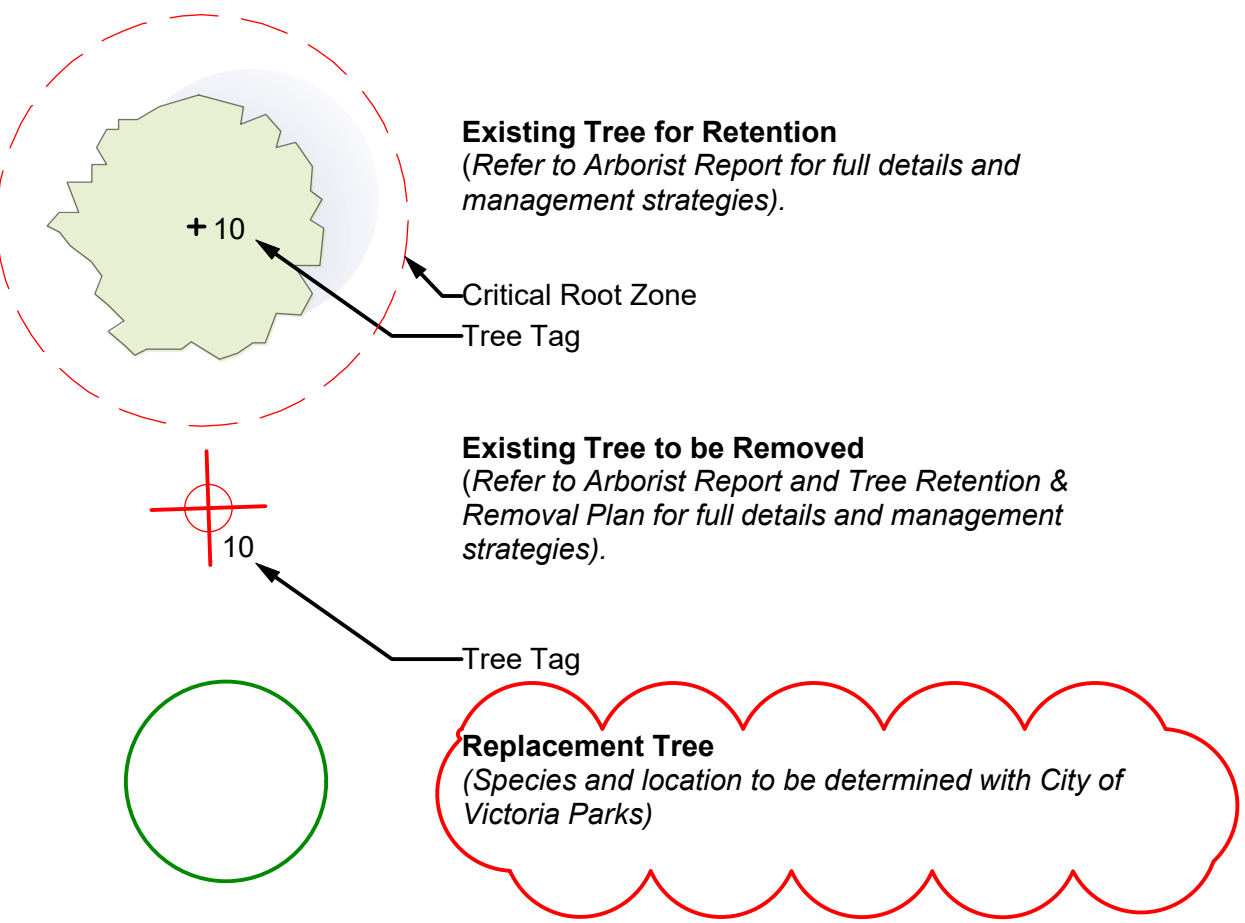 Existing Tree for Retention
(Refer to Arborist Report for full details and
management strategies).
10
Critical Root Zone
Tree Tag
Existing Tree to be Removed
(Refer to Arborist Report and Tree Retention &
Removal Plan for full details and management
strategies).
10
Tree Tag
Replacement Tree
(Species and location to be determined with City of
Victoria Parks)